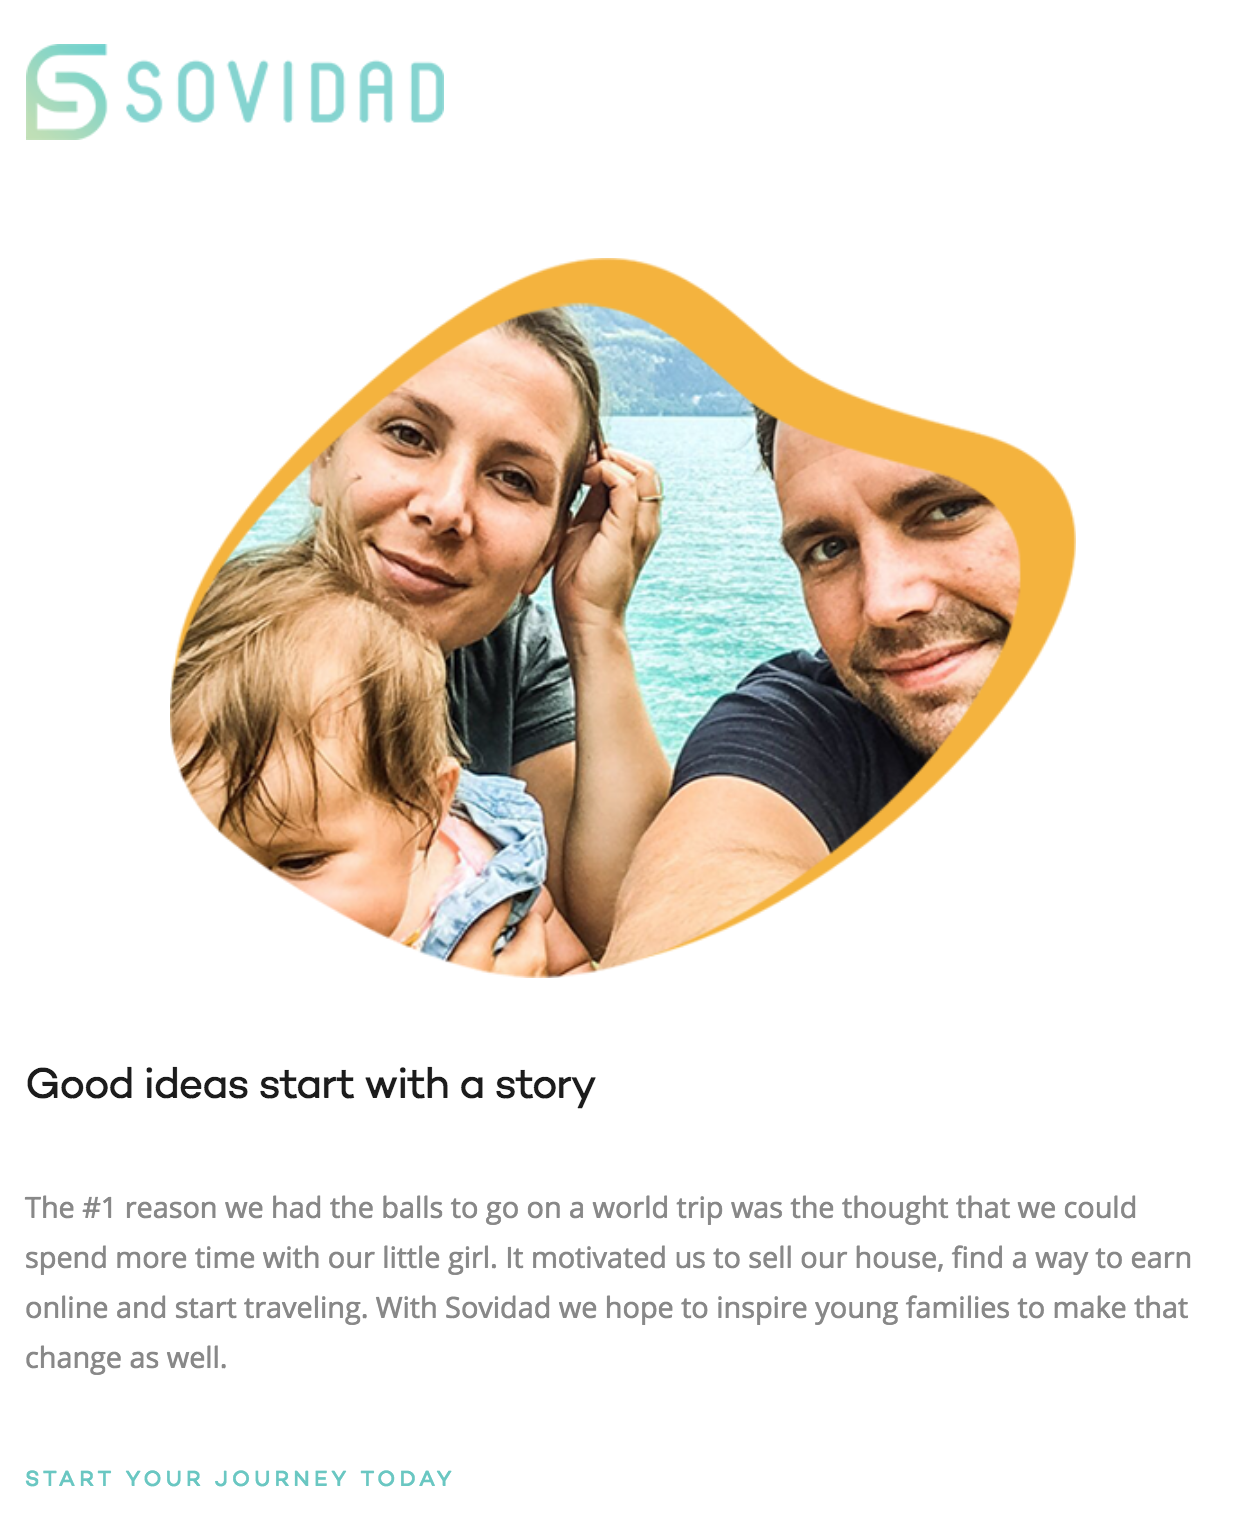 SOVIDAD
Good ideas start with a story
The #1 reason we had the balls to go on a world trip was the thought that we could
spend more time with our little girl. It motivated us to sell our house, find a way to earn
online and start traveling. With Sovidad we hope to inspire young families to make that
change as well.
START YOUR JOURNEY TODAY